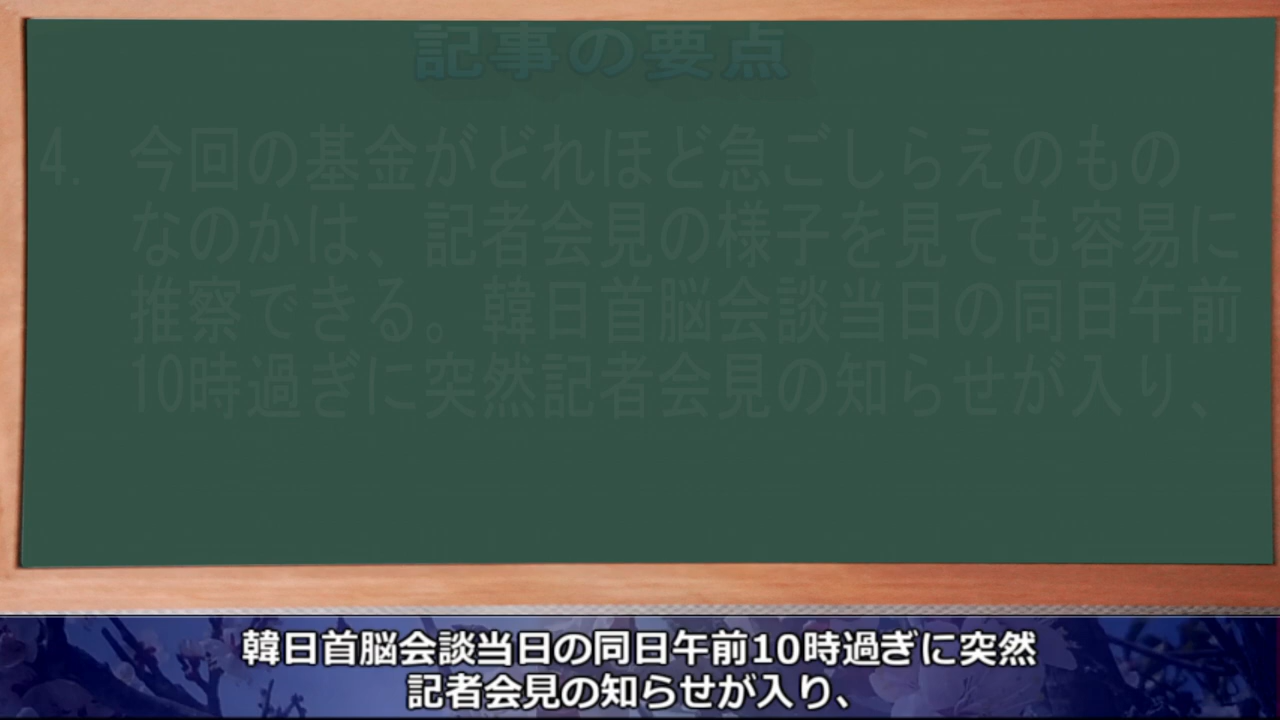 記事の要点
4. 今回の基金がどれほど急ごしらえのもの
なのかは、記者会見の様子を見ても容易に
推察できる。韓日首脳会談当日の同日午前
10時過ぎに突然記者会見の知らせが入り、
韓日首脳会談当日の同日午前10時過ぎに突然
記者会見の知らせが入り、